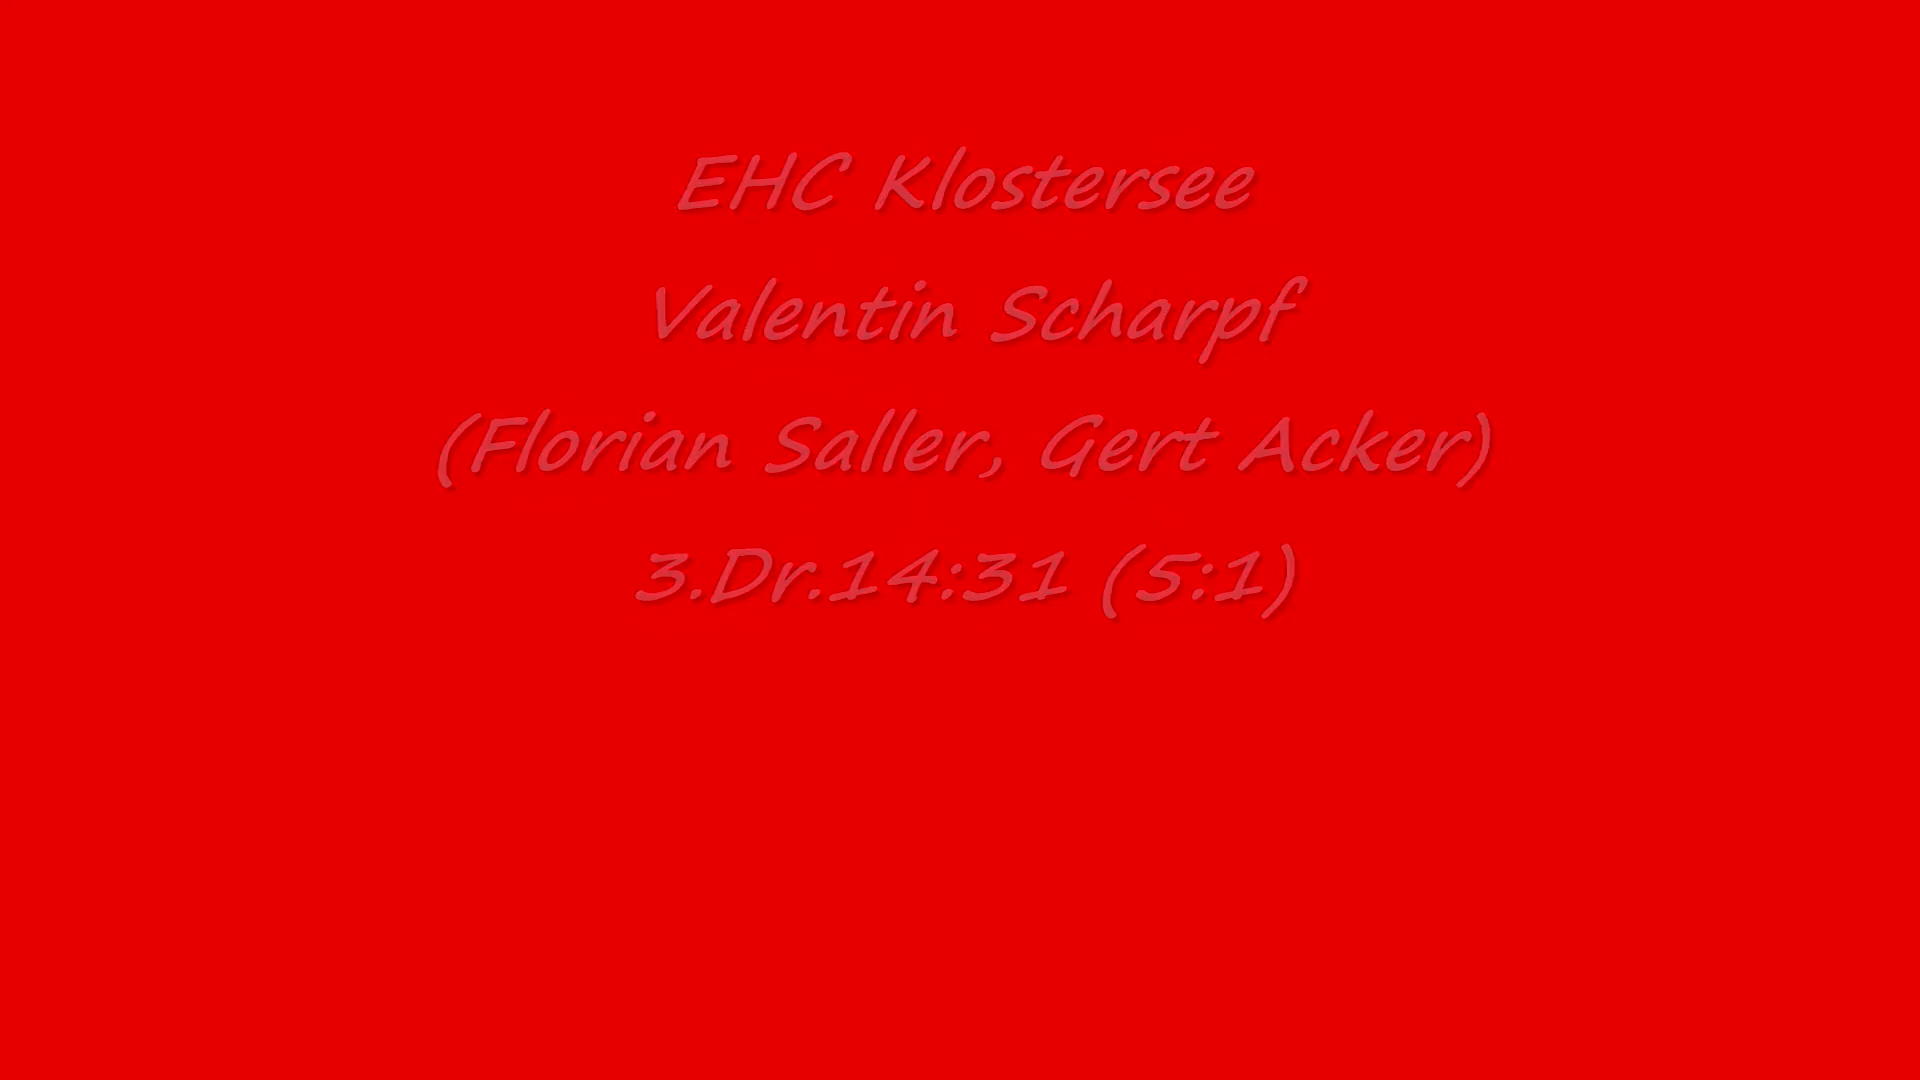 EHC Klostersee
Valentin Scharpf
(Florian Saller, Gert Acker)
3.Dr.14:31 (5:1)